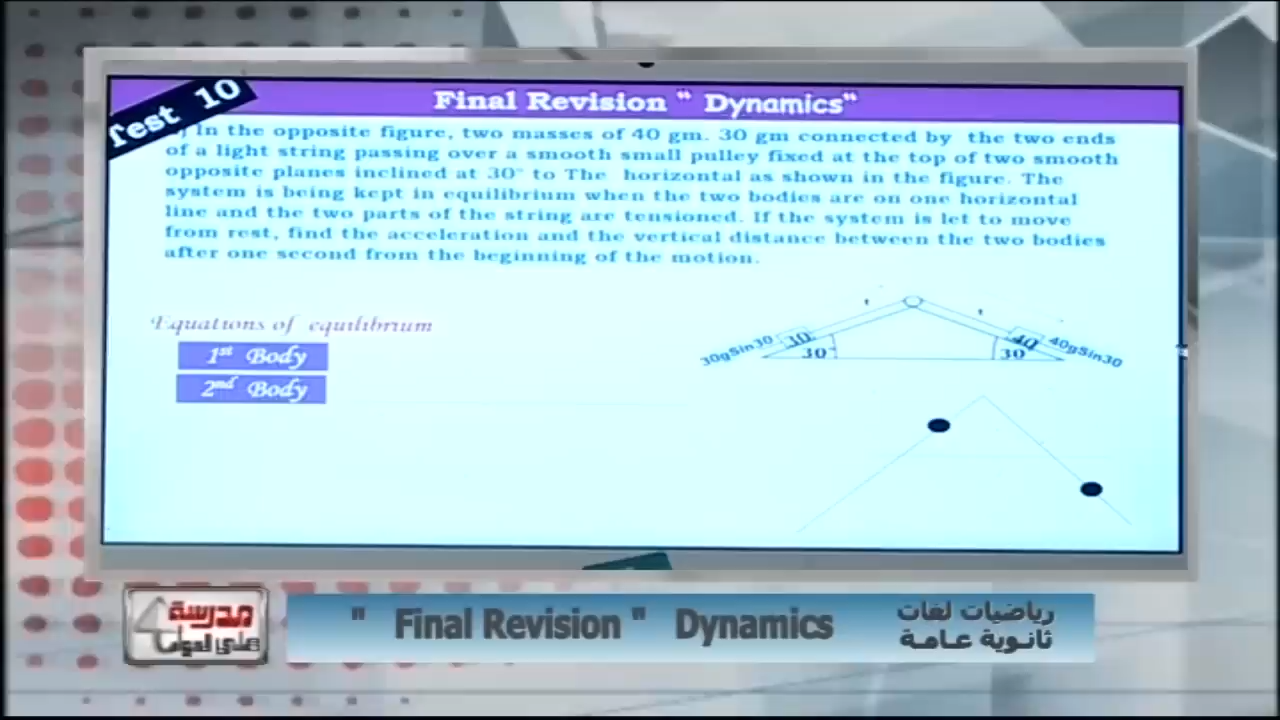 Test 10
Final Revision " Dynamics"
) In the opposite figure, two masses of 40 gm. 30 gm connected by the two ends
of a light string passing over a smooth small pulley fixed at the top of two smooth
opposite planes inclined at 30° to The horizontal as shown in the figure. The
system is being kept in equilibrium when the two bodies are on one horizontal
line and the two parts of the string are tensioned. If the system is let to move
from rest, find the acceleration and the vertical distance between the two bodies
after one second from the beginning of the motion.
Equations of equilibrium
1st Body
2nd Body
30gSin30
30
30
40
30
40gSin30
مدرسة
على الهواء
" Final Revision " Dynamics
رياضيات لغات
ثانوية عامة